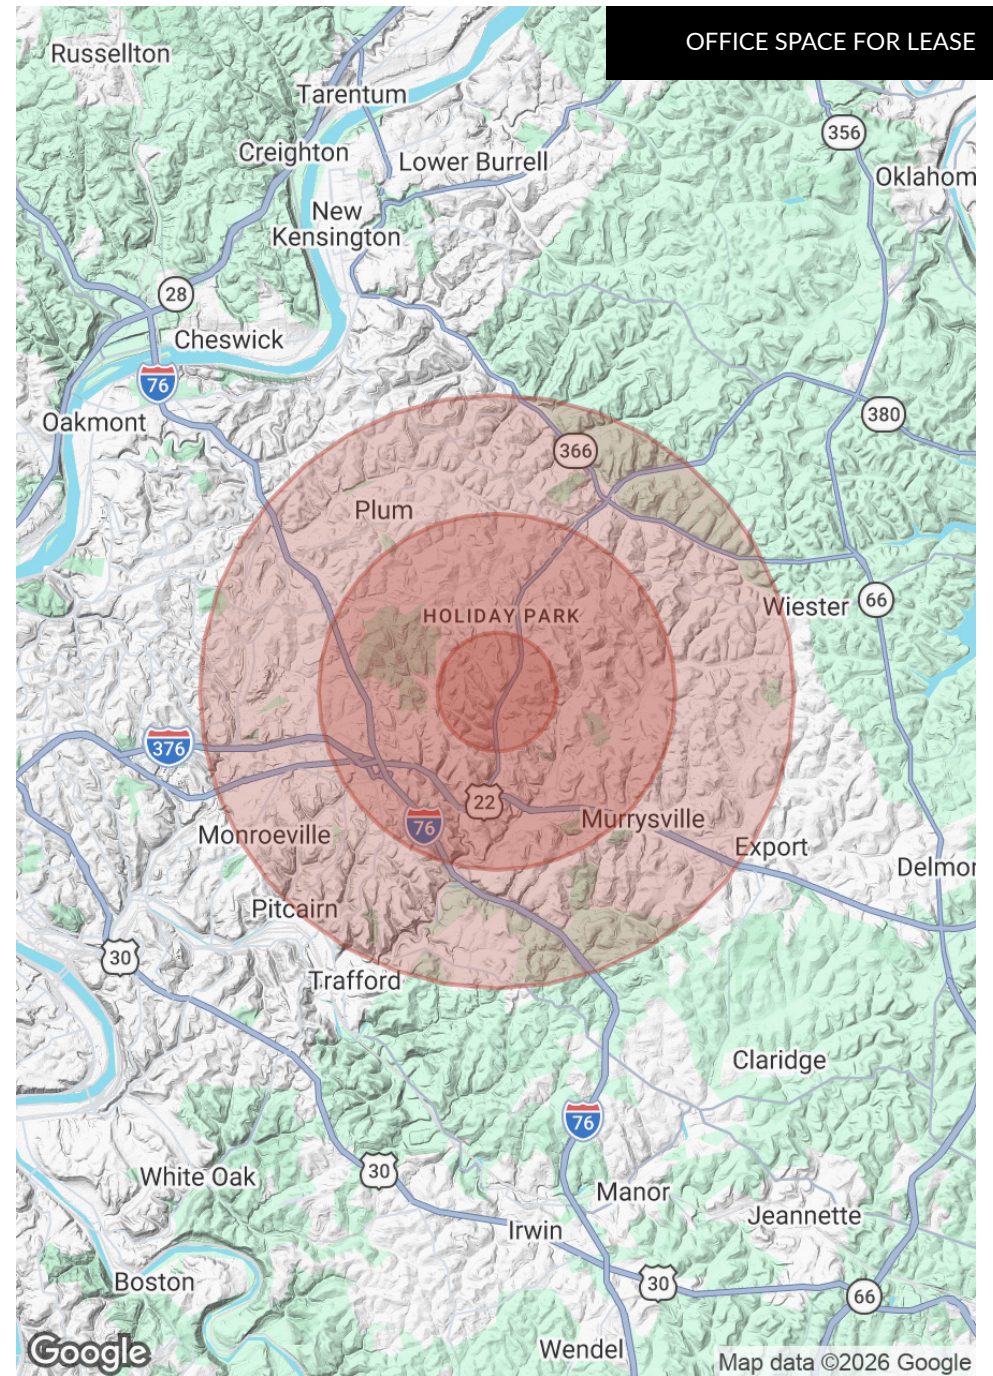 OFFICE SPACE FOR LEASE
Russellton
Tarentum
356
Creighton
Lower Burrell
Oklahom
New
Kensington
28
Cheswick
76
380
Oakmont
366
Plum
Wiester
66
HOLIDAY PARK
376
22
Murrysville
76
Monroeville
Export
Delmor
Pitcairn
30
Trafford
Claridge
76
White Oak
30
Manor
Jeannette
Irwin
Boston
30
66
Wendel
Google
Map data ©2026 Google